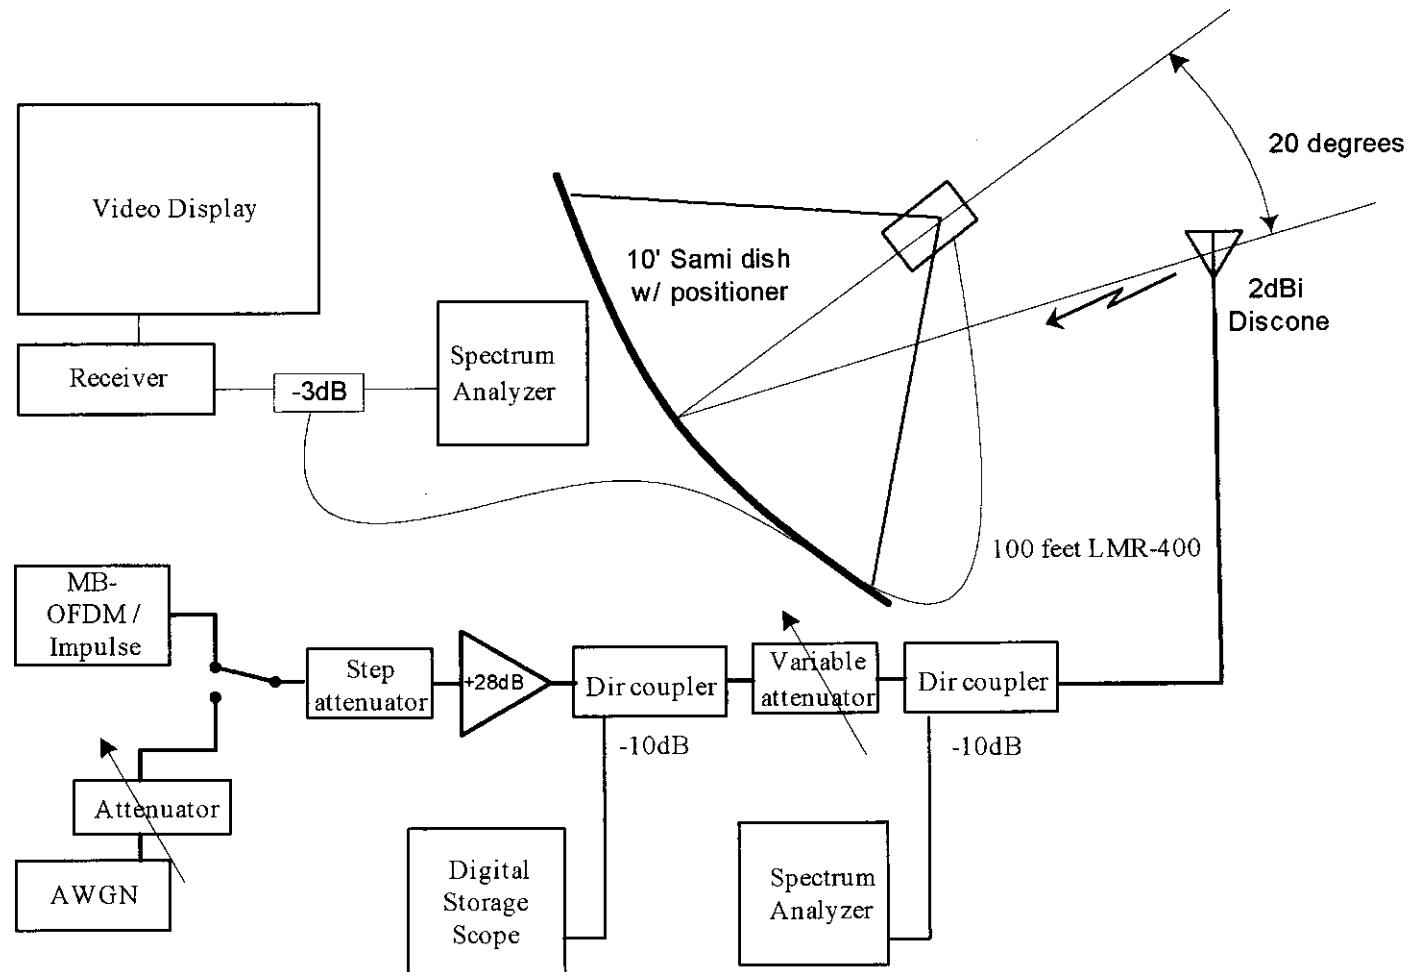 20 degrees
Video Display
10' Sami dish
w/ positioner
2dBi
Discone
Spectrum
Analyzer
Receiver
-3dB
100 feet LMR-400
MB-
OFDM /
Impulse
Step
attenuator
+28dB
Dir coupler
Variable
attenuator
Dir coupler
-10dB
-10dB
Attenuator
AWGN
Digital
Storage
Scope
Spectrum
Analyzer